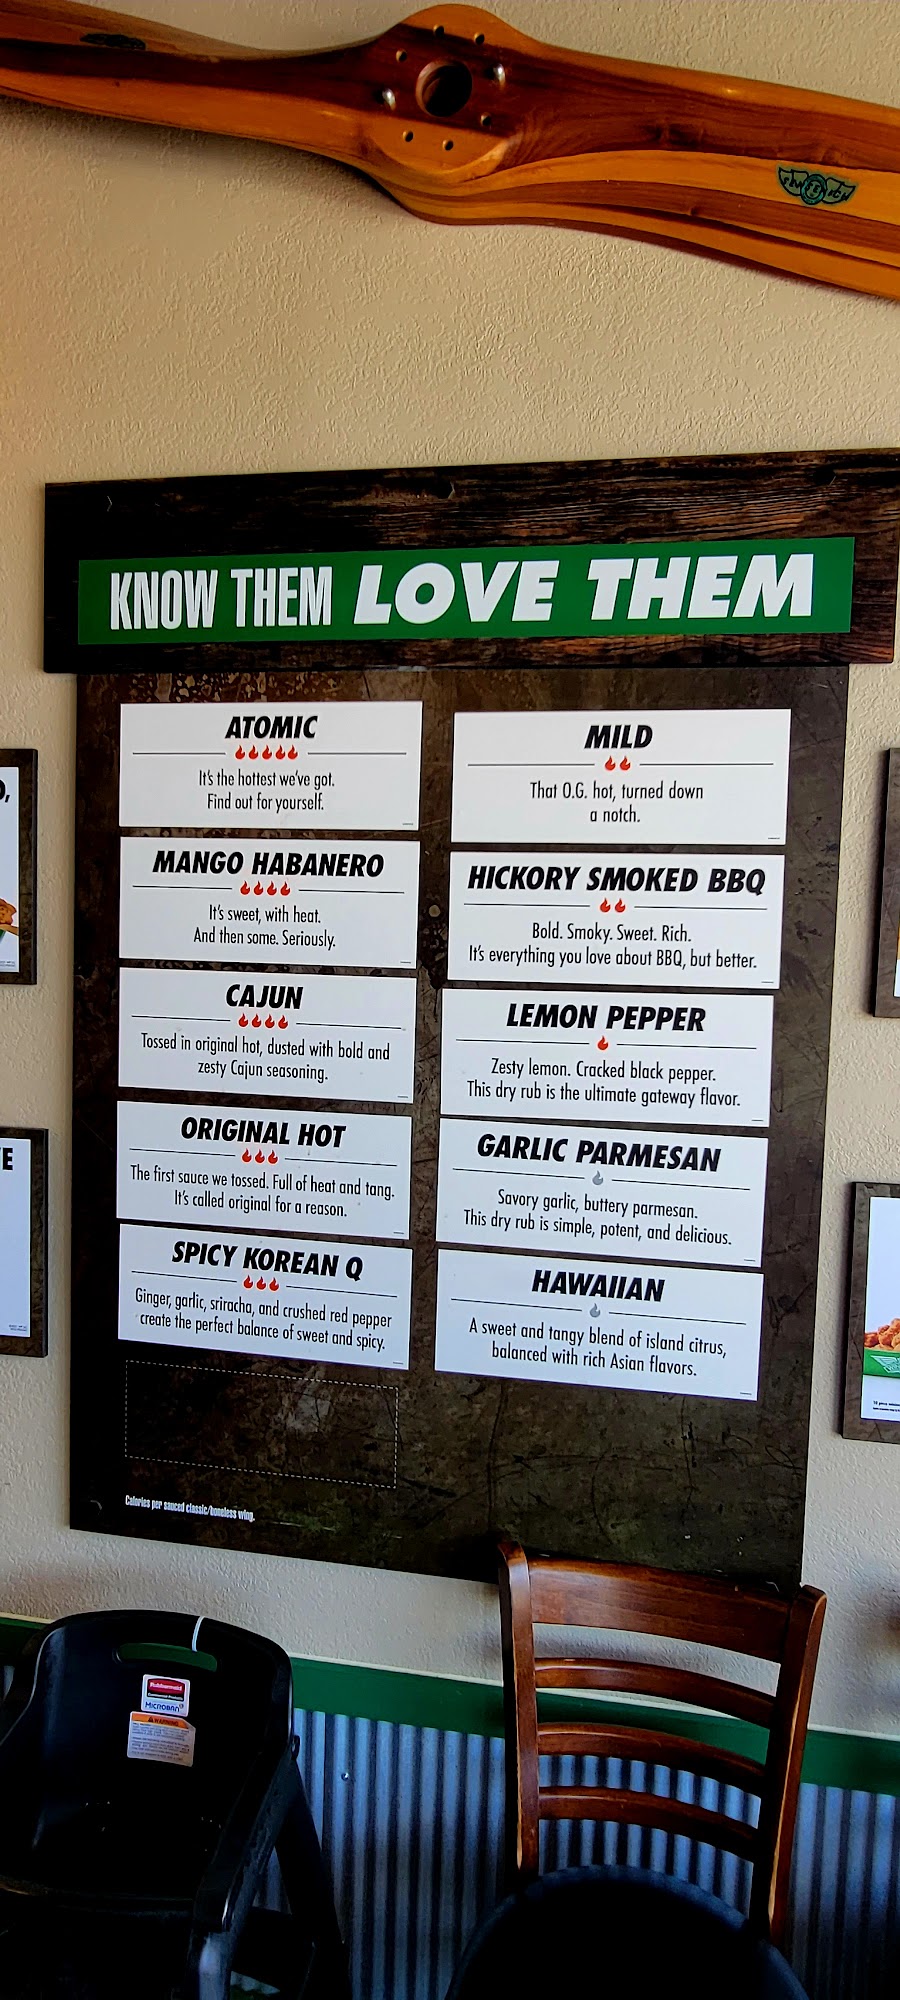 KNOW THEM LOVE THEM
ATOMIC
It's the hottest we've got.
Find out for yourself.
MANGO HABANERO
It's sweet, with heat.
And then some. Seriously.
CAJUN
Tossed in original hot, dusted with bold and
zesty Cajun seasoning.
ORIGINAL HOT
The first sauce we tossed. Full of heat and tang.
It's called original for a reason.
SPICY KOREAN Q
Ginger, garlic, sriracha, and crushed red pepper
create the perfect balance of sweet and spicy.
MILD
That O.G. hot, turned down
a notch.
HICKORY SMOKED BBQ
Bold. Smoky. Sweet. Rich.
It's everything you love about BBQ, but better.
LEMON PEPPER
Zesty lemon. Cracked black pepper.
This dry rub is the ultimate gateway flavor.
GARLIC PARMESAN
Savory garlic, buttery parmesan.
This dry rub is simple, potent, and delicious.
HAWAIIAN
A sweet and tangy blend of island citrus,
balanced with rich Asian flavors.
Calories per sauced classic/boneless wing.
Rubbermaid
Commercial Products
MICROBAN
WARNING